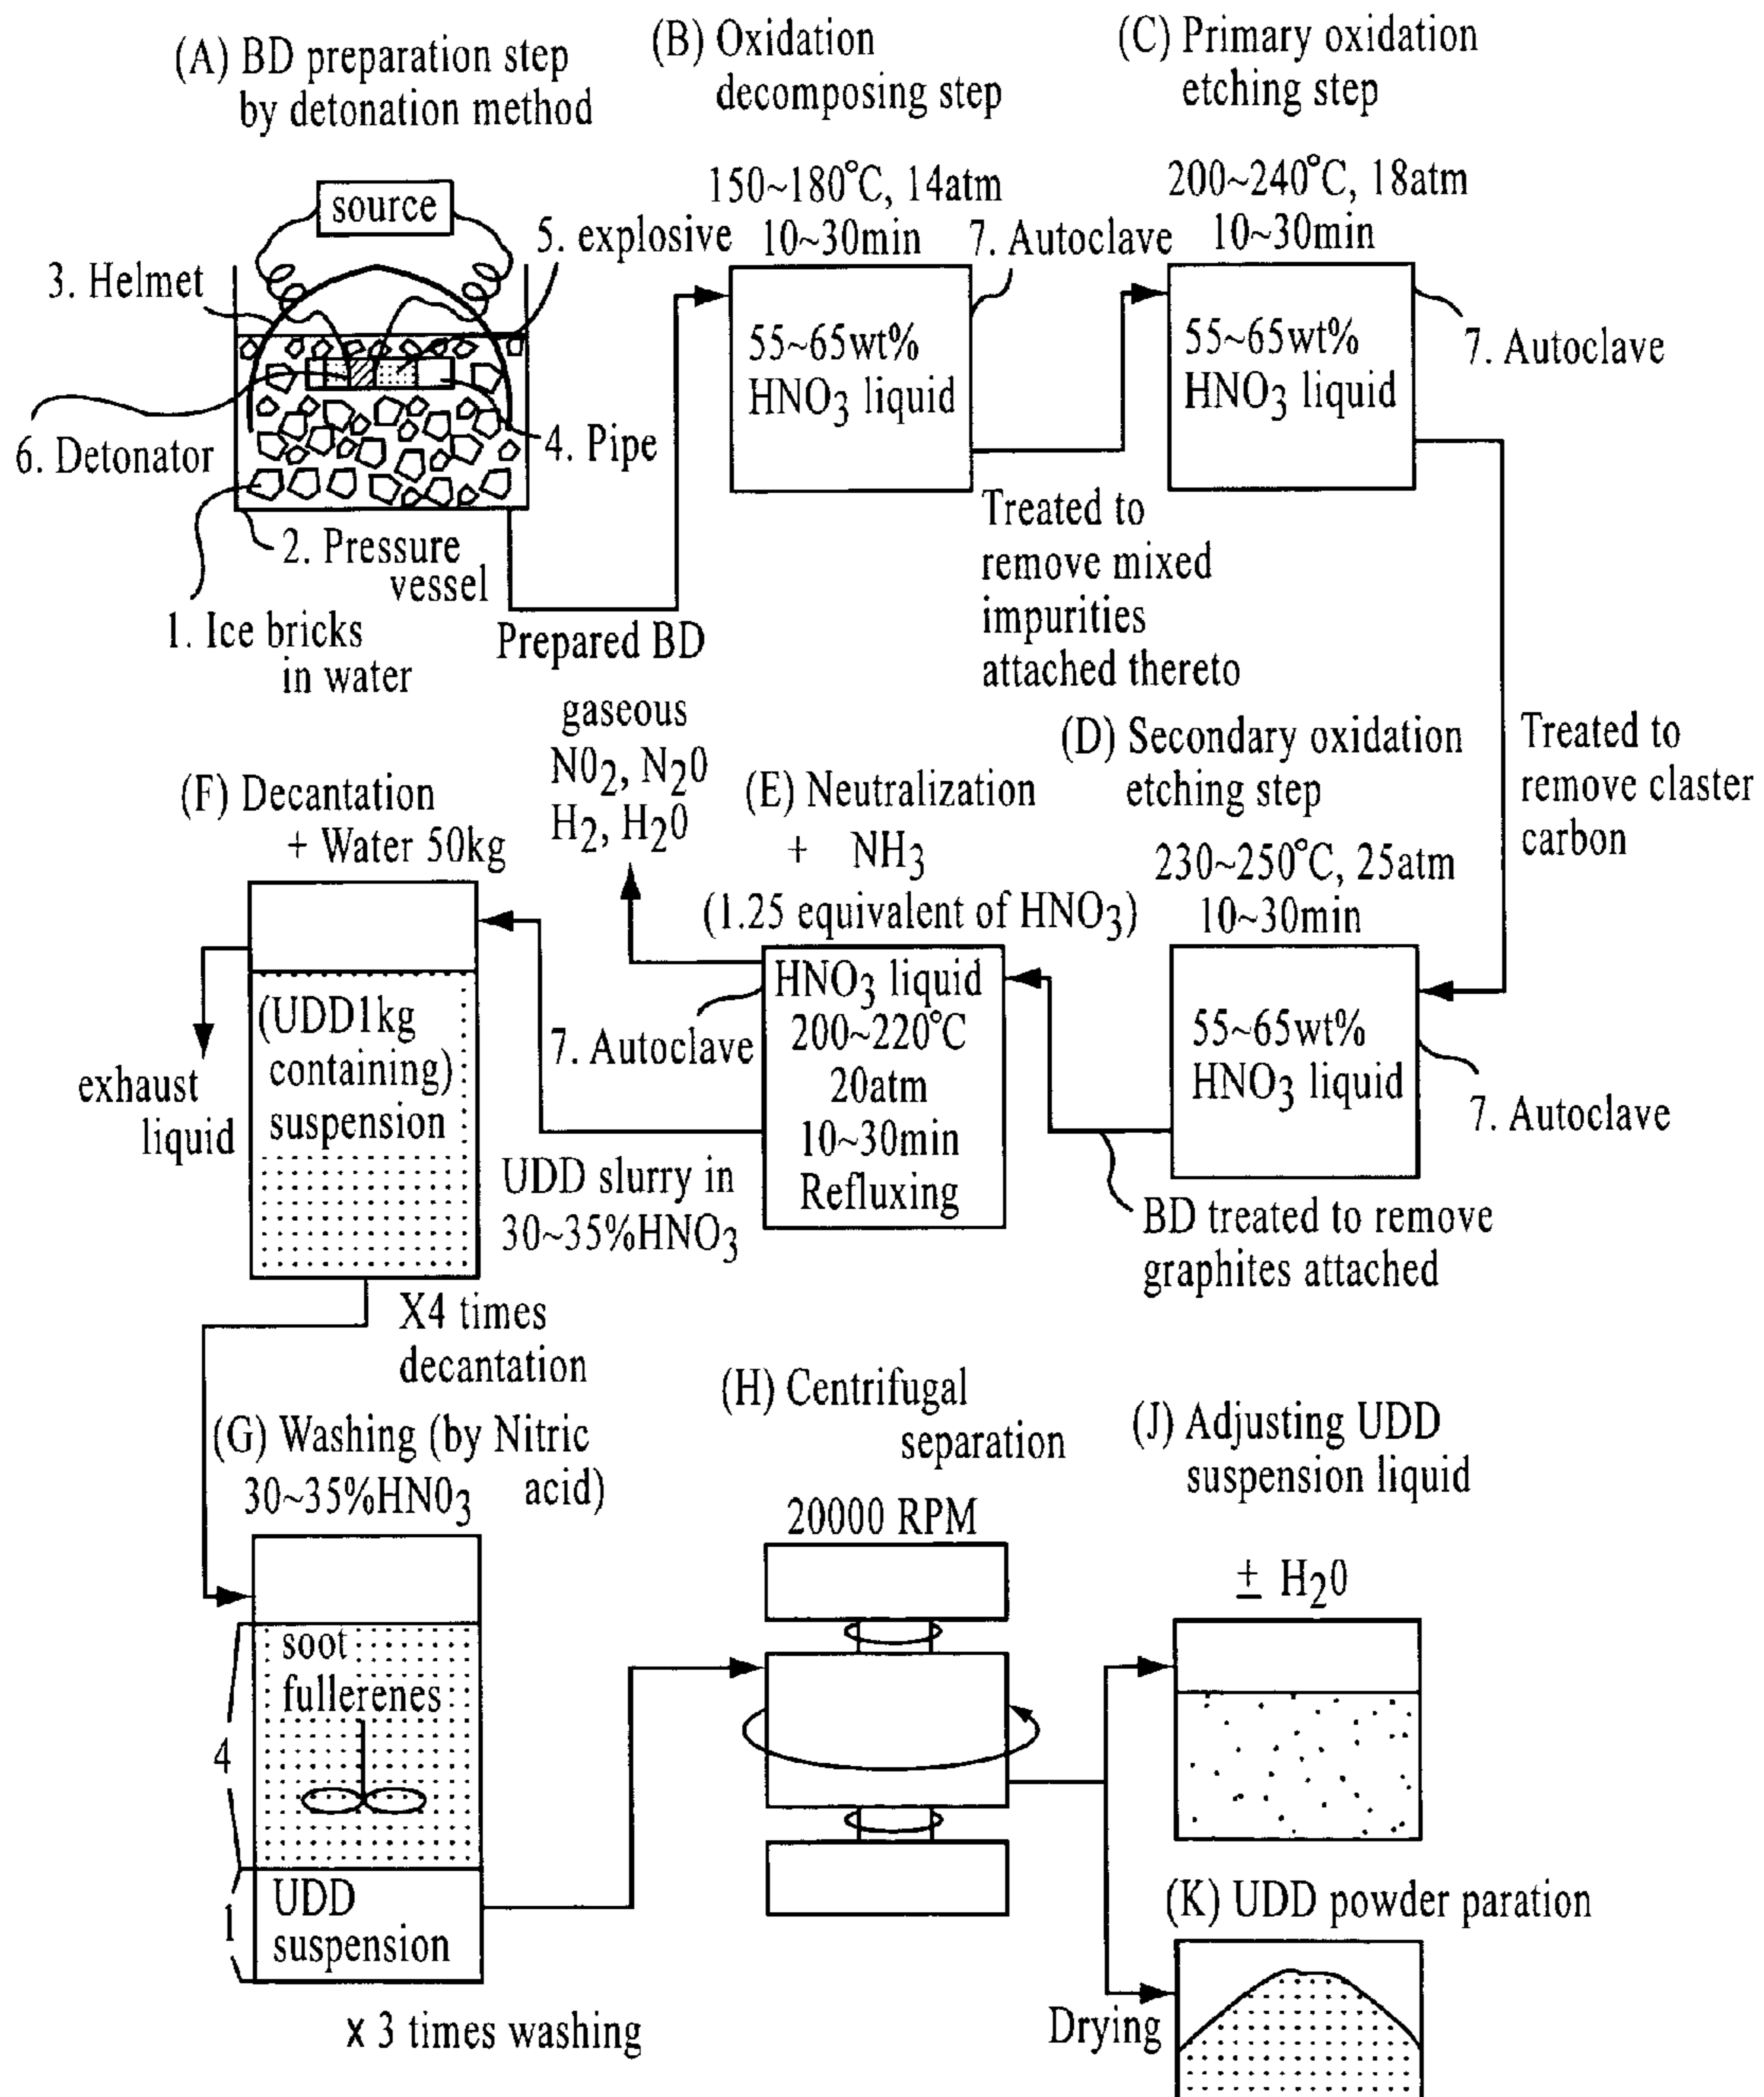 (A) BD preparation step
by detonation method
(B) Oxidation
decomposing step
(C) Primary oxidation
etching step
source
3. Helmet
5. explosive
6. Detonator
4. Pipe
2. Pressure
vessel
1. Ice bricks
in water
Prepared BD
150~180°C, 14atm
10~30min
7. Autoclave
55~65wt%
HNO3 liquid
Treated to
remove mixed
impurities
attached thereto
200~240°C, 18atm
10~30min
55~65wt%
HNO3 liquid
7. Autoclave
Treated to
remove claster
carbon
(D) Secondary oxidation
etching step
230~250°C, 25atm
10~30min
55~65wt%
HNO3 liquid
7. Autoclave
BD treated to remove
graphites attached
(E) Neutralization
+ NH3
(1.25 equivalent of HNO3)
gaseous
NO2, N2O
H2, H2O
HNO3 liquid
200~220°C
20atm
10~30min
Refluxing
7. Autoclave
UDD slurry in
30~35%HNO3
(F) Decantation
+ Water 50kg
(UDD1kg
containing)
suspension
exhaust
liquid
X4 times
decantation
(G) Washing (by Nitric
acid)
30~35%HNO3
soot
fullerenes
4
1
UDD
suspension
x 3 times washing
(H) Centrifugal
separation
20000 RPM
(J) Adjusting UDD
suspension liquid
± H2O
(K) UDD powder paration
Drying